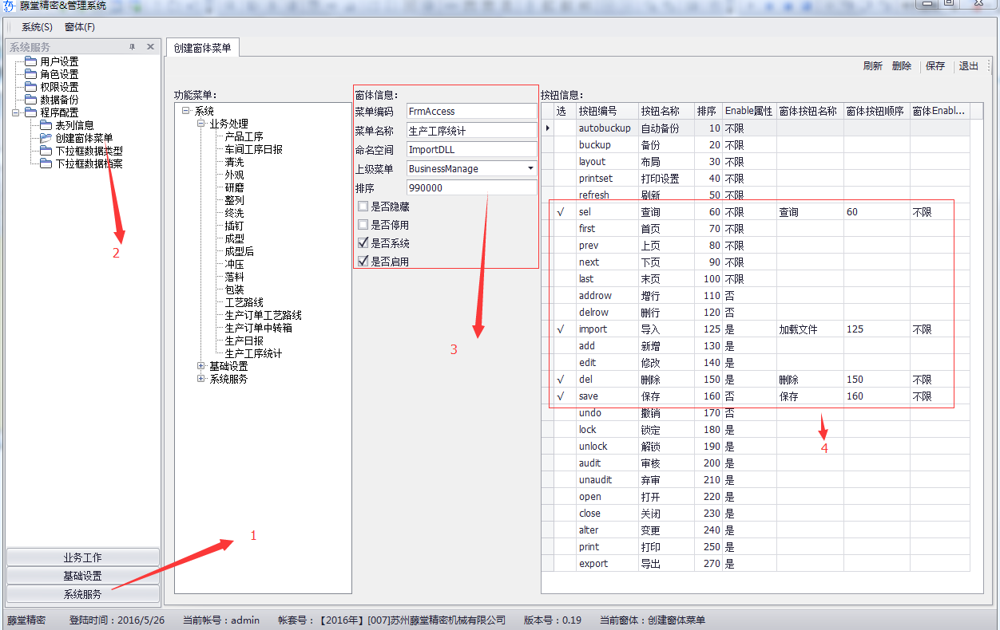 藤堂精密&管理系统
系统(S) 窗体(F)
系统服务
用户设置
角色设置
权限设置
数据备份
程序配置
表列信息
创建窗体菜单
下拉框数据类型
下拉框数据档案
2
业务工作
基础设置
系统服务
创建窗体菜单
刷新 删除 保存 退出
功能菜单：
系统
业务处理
产品工序
车间工序日报
清洗
外观
研磨
整列
终洗
插钉
成型
成型后
冲压
落料
包装
工艺路线
生产订单工艺路线
生产订单中转箱
生产日报
生产工序统计
基础设置
系统服务
1
窗体信息：
菜单编码 FrmAccess
菜单名称 生产工序统计
命名空间 ImportDLL
上级菜单 BusinessManage
排序 990000
是否隐藏
是否停用
是否系统
是否启用
3
按钮信息：
选 按钮编号 按钮名称 排序 Enable属性 窗体按钮名称 窗体按钮顺序 窗体Enabl...
autobuckup 自动备份 10 不限
buckup 备份 20 不限
layout 布局 30 不限
printset 打印设置 40 不限
refresh 刷新 50 不限
√ sel 查询 60 不限 查询 60 不限
first 首页 70 不限
prev 上页 80 不限
next 下页 90 不限
last 末页 100 不限
addrow 增行 110 否
delrow 删行 120 否
√ import 导入 125 是 加载文件 125 不限
add 新增 130 是
edit 修改 140 是
√ del 删除 150 是 删除 150 不限
√ save 保存 160 否 保存 160 不限
undo 撤销 170 否
lock 锁定 180 是
unlock 解锁 190 是
audit 审核 200 是
unaudit 弃审 210 是
open 打开 220 是
close 关闭 230 是
alter 变更 240 是
print 打印 250 是
export 导出 270 是
4
藤堂精密 登陆时间：2016/5/26 当前帐号：admin 帐套号：【2016年】[007]苏州藤堂精密机械有限公司 版本号：0.19 当前窗体：创建窗体菜单